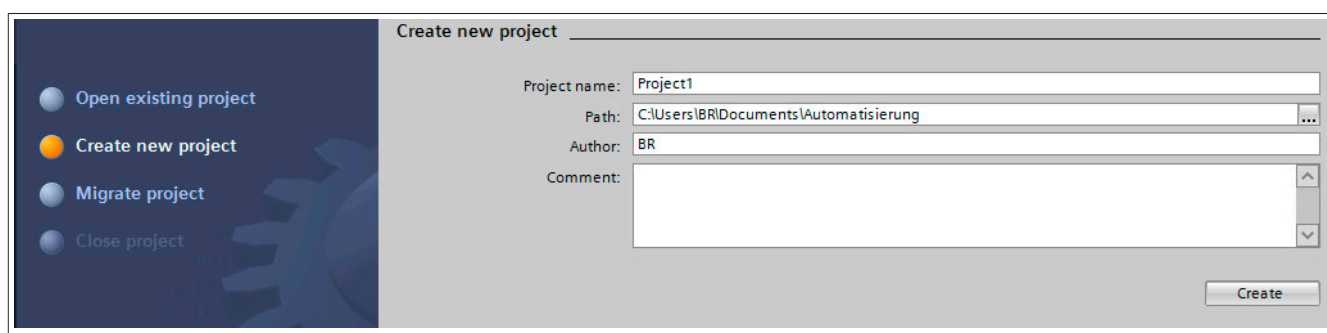 Open existing project
Create new project
Migrate project
Close project
Create new project
Project name: Project1
Path: C:\Users\BR\Documents\Automatisierung ...
Author: BR
Comment:
Create